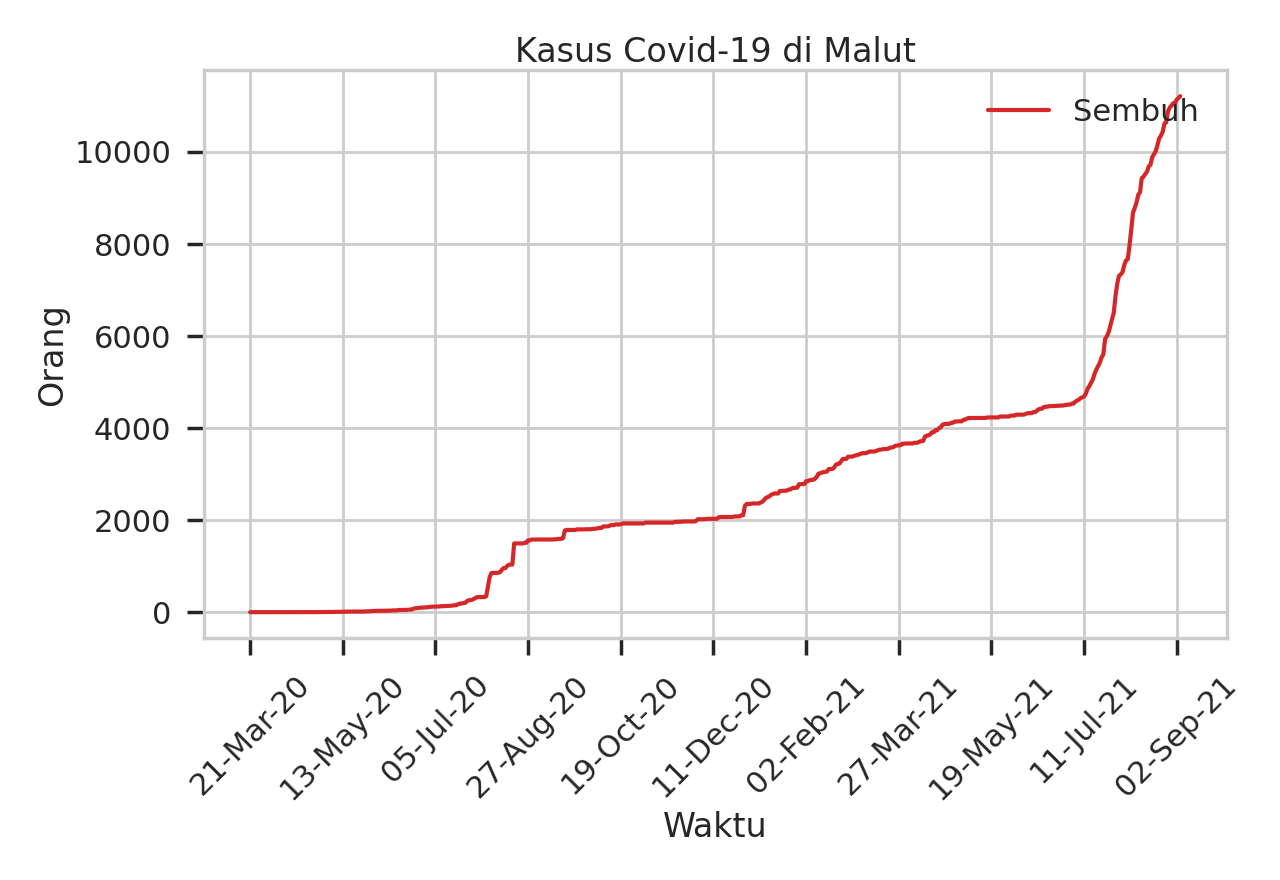 Kasus Covid-19 di Malut
Sembuh
10000
8000
6000
4000
2000
0
Orang
21-Mar-20
13-May-20
05-Jul-20
27-Aug-20
19-Oct-20
11-Dec-20
02-Feb-21
27-Mar-21
19-May-21
11-Jul-21
02-Sep-21
Waktu